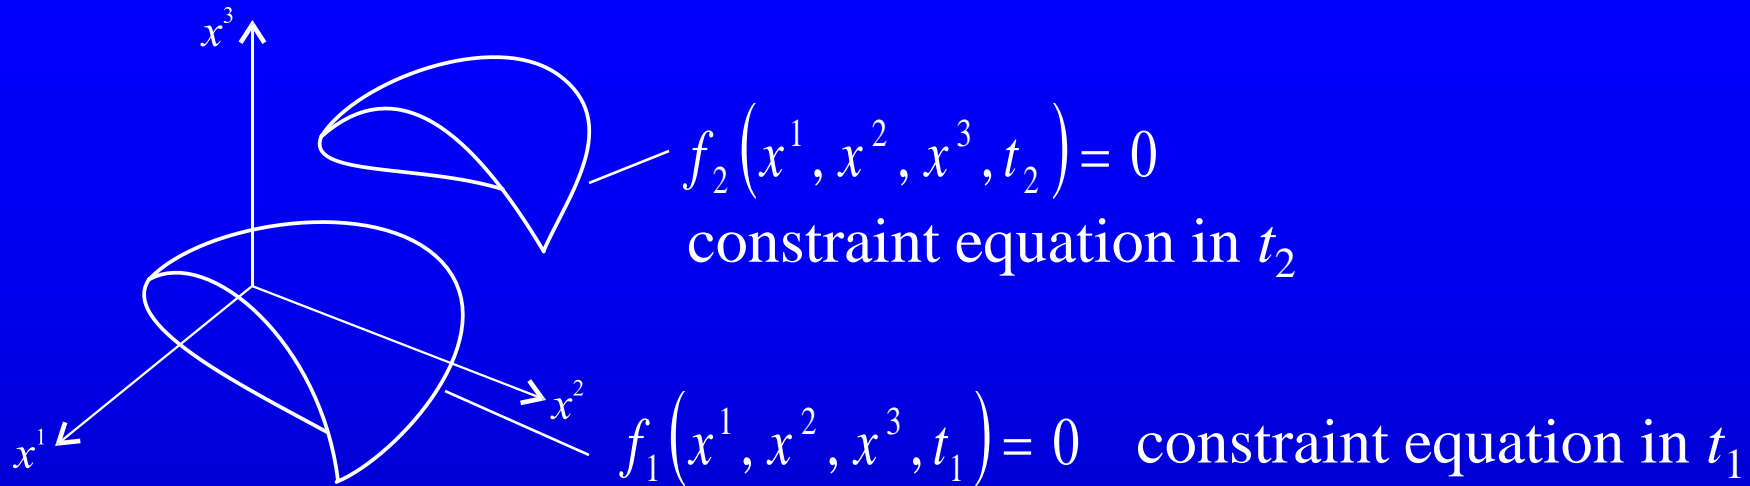 x³
f₂(x¹, x², x³, t₂) = 0
constraint equation in t₂
x²
x¹
f₁(x¹, x², x³, t₁) = 0 constraint equation in t₁